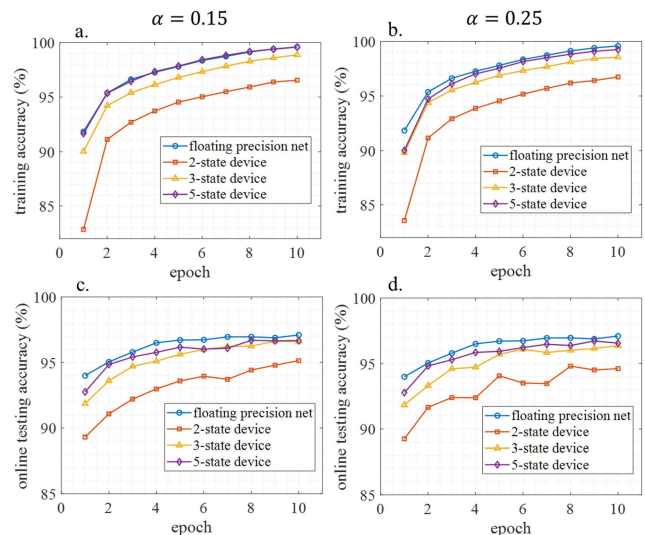 α = 0.15
α = 0.25
a.
100
95
90
85
training accuracy (%)
floating precision net
2-state device
3-state device
5-state device
0 2 4 6 8 10
epoch
b.
100
95
90
85
training accuracy (%)
floating precision net
2-state device
3-state device
5-state device
0 2 4 6 8 10
epoch
c.
100
95
90
85
online testing accuracy (%)
floating precision net
2-state device
3-state device
5-state device
0 2 4 6 8 10
epoch
d.
100
95
90
85
online testing accuracy (%)
floating precision net
2-state device
3-state device
5-state device
0 2 4 6 8 10
epoch